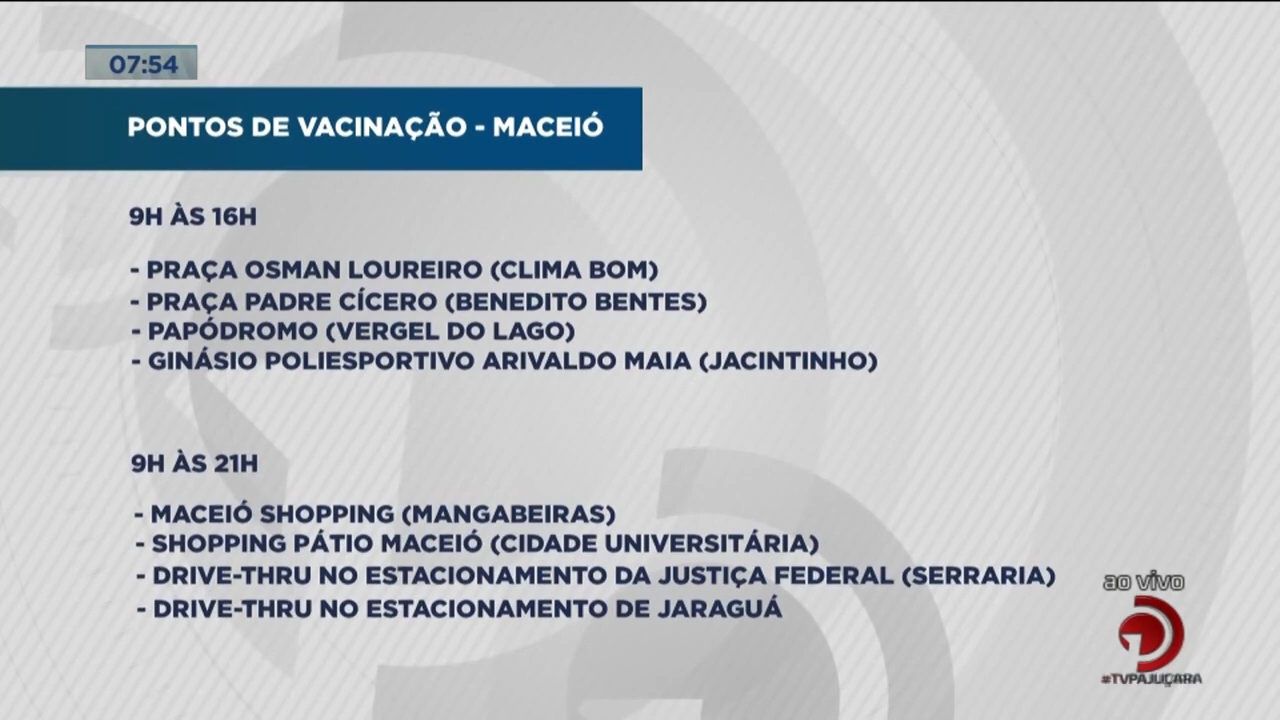 07:54
PONTOS DE VACINAÇÃO - MACEIÓ
9H ÀS 16H
- PRAÇA OSMAN LOUREIRO (CLIMA BOM)
- PRAÇA PADRE CÍCERO (BENEDITO BENTES)
- PAPÓDROMO (VERGEL DO LAGO)
- GINÁSIO POLIESPORTIVO ARIVALDO MAIA (JACINTINHO)
9H ÀS 21H
- MACEIÓ SHOPPING (MANGABEIRAS)
- SHOPPING PÁTIO MACEIÓ (CIDADE UNIVERSITÁRIA)
- DRIVE-THRU NO ESTACIONAMENTO DA JUSTIÇA FEDERAL (SERRARIA)
- DRIVE-THRU NO ESTACIONAMENTO DE JARAGUÁ
ao vivo
#TVPAJUÇARA